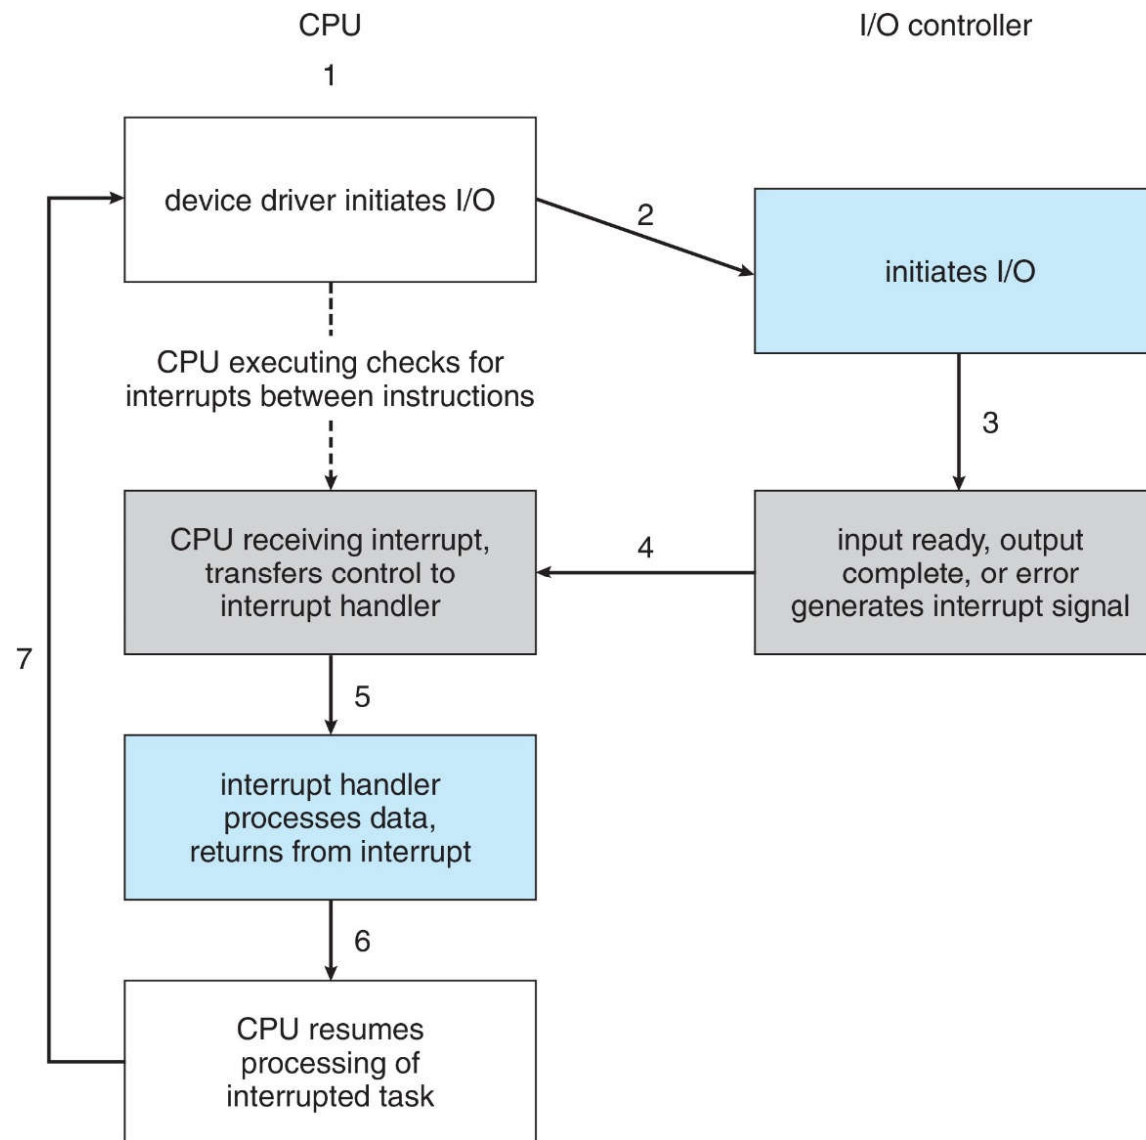 CPU
I/O controller
1
device driver initiates I/O
2
initiates I/O
CPU executing checks for
interrupts between instructions
3
CPU receiving interrupt,
transfers control to
interrupt handler
4
input ready, output
complete, or error
generates interrupt signal
7
5
interrupt handler
processes data,
returns from interrupt
6
CPU resumes
processing of
interrupted task